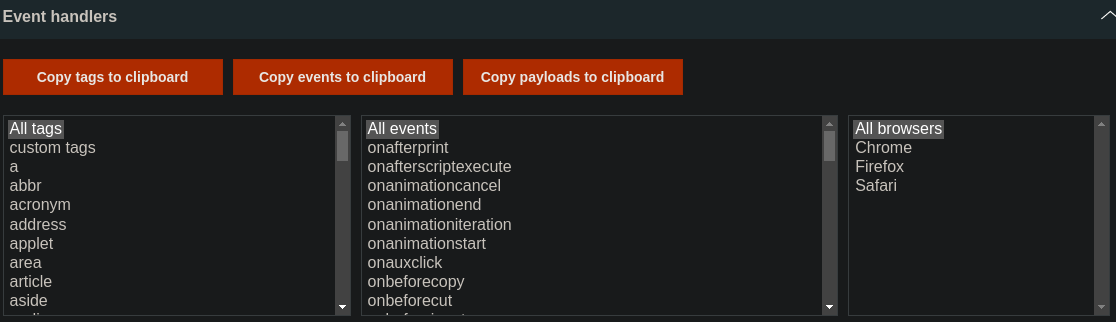 Event handlers
Copy tags to clipboard
Copy events to clipboard
Copy payloads to clipboard
All tags
custom tags
a
abbr
acronym
address
applet
area
article
aside
All events
onafterprint
onafterscriptexecute
onanimationcancel
onanimationend
onanimationiteration
onanimationstart
onauxclick
onbeforecopy
onbeforecut
All browsers
Chrome
Firefox
Safari